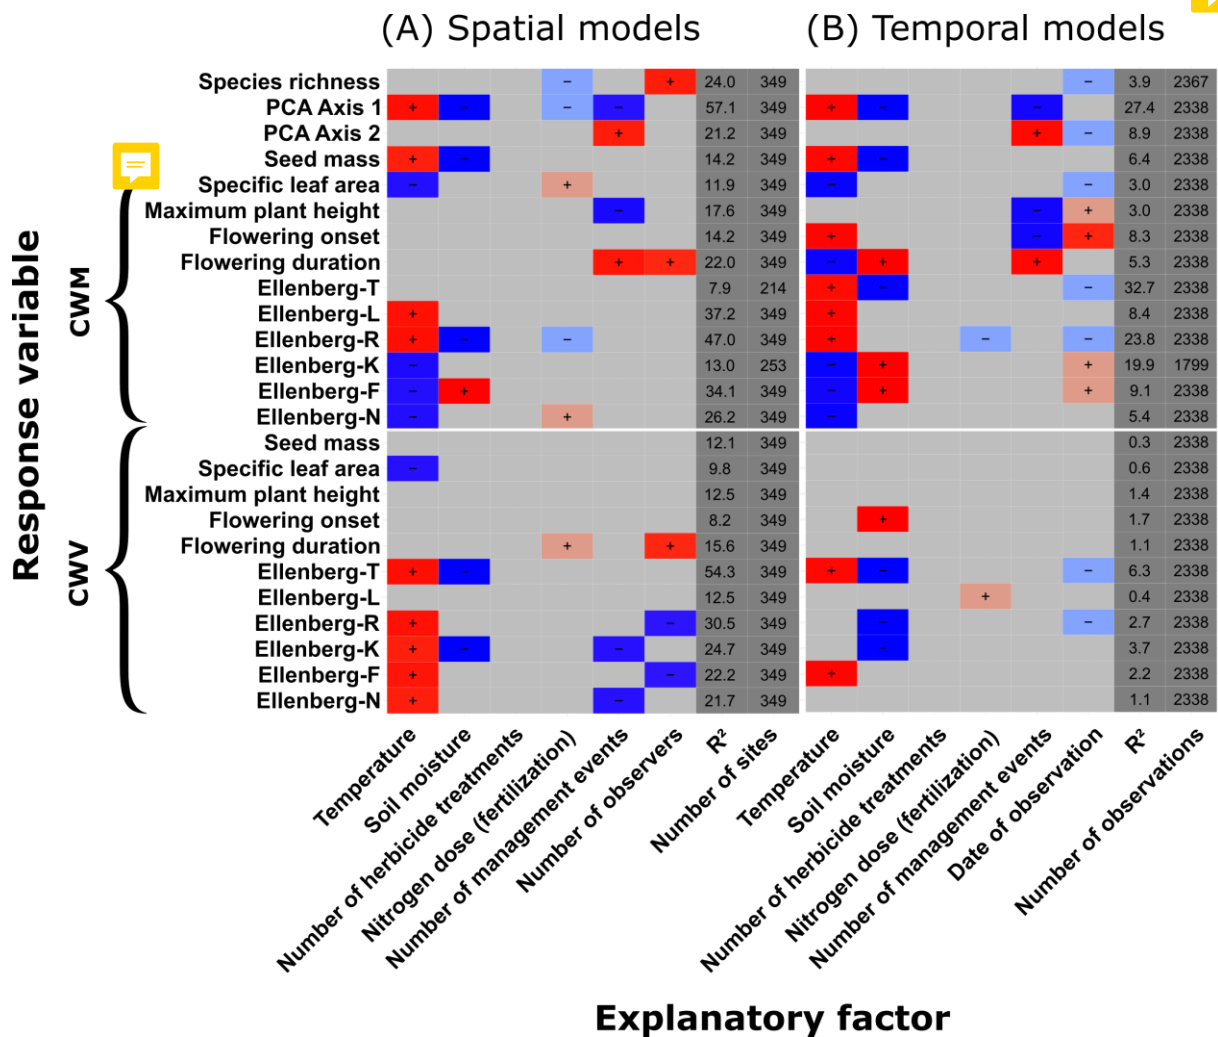 (A) Spatial models (B) Temporal models
Species richness − + 24.0 349 − 3.9 2367
PCA Axis 1 + − − − 57.1 349 + − − 27.4 2338
PCA Axis 2 + 21.2 349 + − 8.9 2338
Seed mass + − 14.2 349 + − 6.4 2338
Specific leaf area − + 11.9 349 − − 3.0 2338
Maximum plant height − 17.6 349 − + 3.0 2338
Flowering onset 14.2 349 + − + 8.3 2338
Flowering duration + + 22.0 349 − + + 5.3 2338
Ellenberg-T 7.9 214 + − − 32.7 2338
Ellenberg-L + 37.2 349 + 8.4 2338
Ellenberg-R + − − 47.0 349 + − − 23.8 2338
Ellenberg-K − 13.0 253 − + + 19.9 1799
Ellenberg-F − + 34.1 349 − + + 9.1 2338
Ellenberg-N − + 26.2 349 − 5.4 2338
Seed mass 12.1 349 0.3 2338
Specific leaf area − 9.8 349 0.6 2338
Maximum plant height 12.5 349 1.4 2338
Flowering onset 8.2 349 + 1.7 2338
Flowering duration + + 15.6 349 1.1 2338
Ellenberg-T + − 54.3 349 + − − 6.3 2338
Ellenberg-L 12.5 349 + 0.4 2338
Ellenberg-R + − 30.5 349 − − 2.7 2338
Ellenberg-K + − − 24.7 349 − 3.7 2338
Ellenberg-F + − 22.2 349 + 2.2 2338
Ellenberg-N + − 21.7 349 1.1 2338
Response variable
CWM
CWV
Temperature
Soil moisture
Number of herbicide treatments
Nitrogen dose (fertilization)
Number of management events
Number of observers
R²
Number of sites
Temperature
Soil moisture
Number of herbicide treatments
Nitrogen dose (fertilization)
Number of management events
Date of observation
R²
Number of observations
Explanatory factor